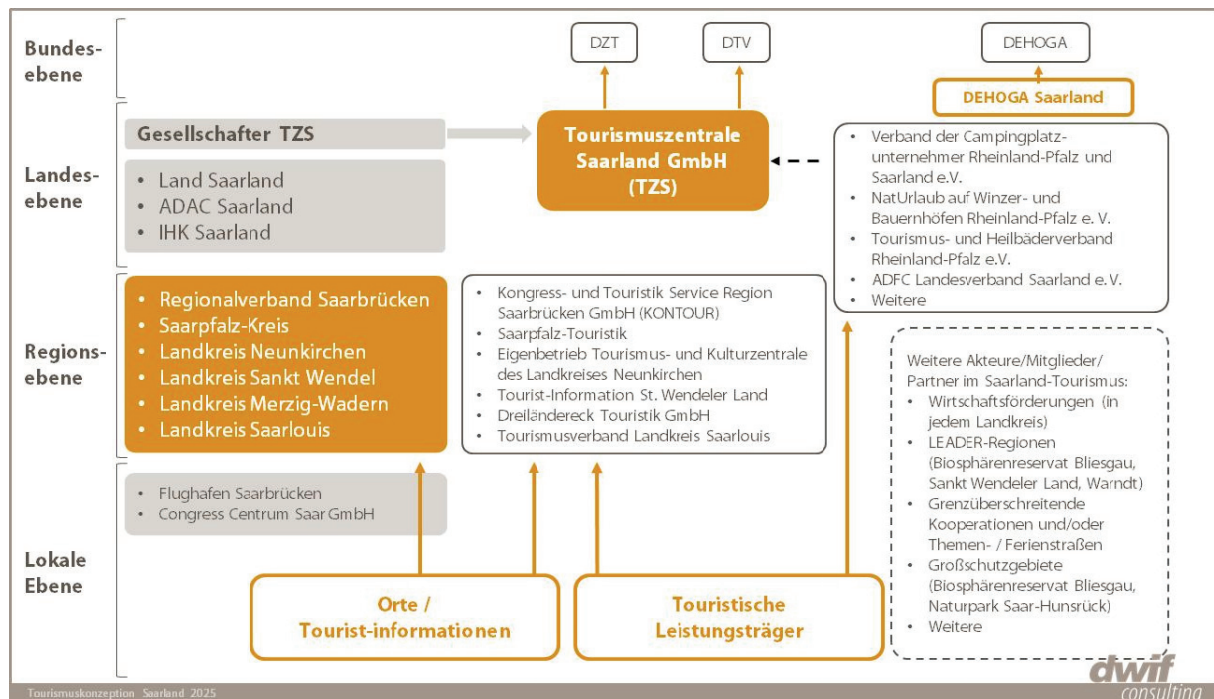 Bundes-
ebene
DZT
DTV
DEHOGA
DEHOGA Saarland
Landes-
ebene
Gesellschafter TZS
• Land Saarland
• ADAC Saarland
• IHK Saarland
Tourismuszentrale
Saarland GmbH
(TZS)
• Verband der Campingplatz-
unternehmer Rheinland-Pfalz und
Saarland e.V.
• NatUrlaub auf Winzer- und
Bauernhöfen Rheinland-Pfalz e. V.
• Tourismus- und Heilbäderverband
Rheinland-Pfalz e.V.
• ADFC Landesverband Saarland e.V.
• Weitere
Regions-
ebene
• Regionalverband Saarbrücken
• Saarpfalz-Kreis
• Landkreis Neunkirchen
• Landkreis Sankt Wendel
• Landkreis Merzig-Wadern
• Landkreis Saarlouis
• Kongress- und Touristik Service Region
Saarbrücken GmbH (KONTOUR)
• Saarpfalz-Touristik
• Eigenbetrieb Tourismus- und Kulturzentrale
des Landkreises Neunkirchen
• Tourist-Information St. Wendeler Land
• Dreiländereck Touristik GmbH
• Tourismusverband Landkreis Saarlouis
Weitere Akteure/Mitglieder/
Partner im Saarland-Tourismus:
• Wirtschaftsförderungen (in
jedem Landkreis)
• LEADER-Regionen
(Biosphärenreservat Bliesgau,
Sankt Wendeler Land, Warndt)
• Grenzüberschreitende
Kooperationen und/oder
Themen- / Ferienstraßen
• Großschutzgebiete
(Biosphärenreservat Bliesgau,
Naturpark Saar-Hunsrück)
• Weitere
Lokale
Ebene
• Flughafen Saarbrücken
• Congress Centrum Saar GmbH
Orte /
Tourist-informationen
Touristische
Leistungsträger
Tourismuskonzeption Saarland 2025
dwif
consulting